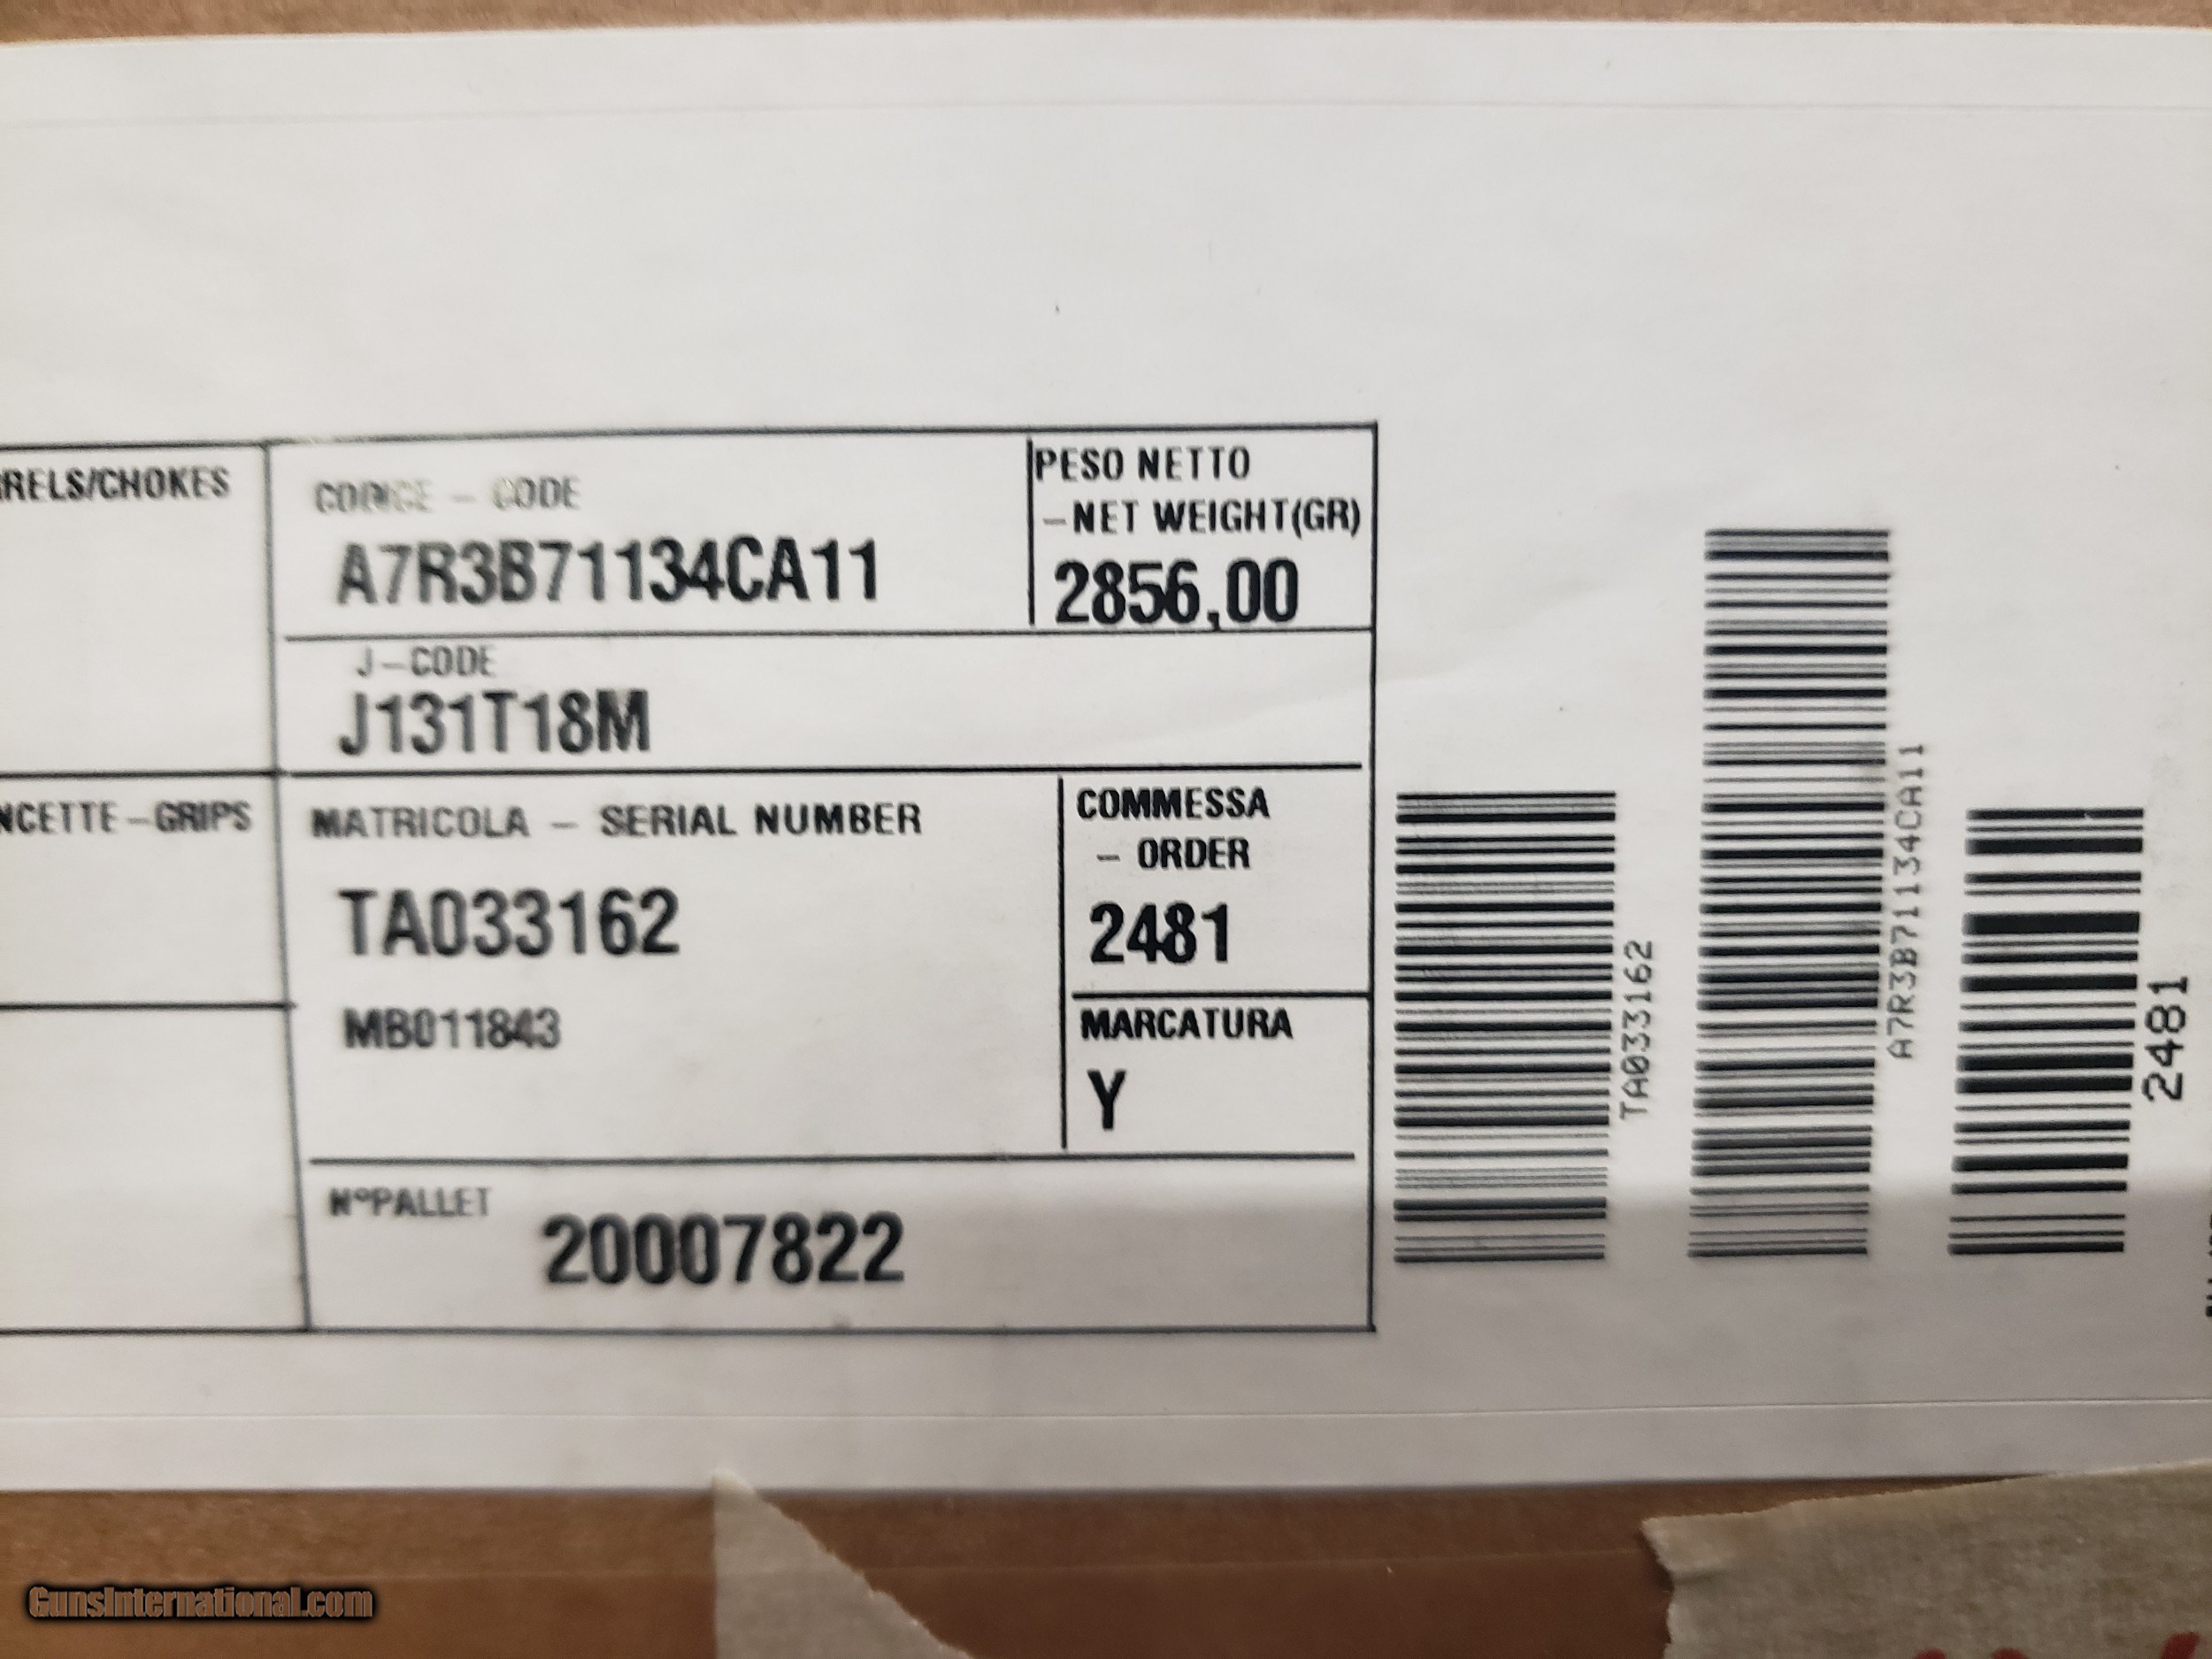 RELS/CHOKES
CODICE - CODE
A7R3B71134CA11
PESO NETTO
-NET WEIGHT(GR)
2856,00
J-CODE
J131T18M
NCETTE-GRIPS
MATRICOLA - SERIAL NUMBER
TA033162
MB011843
COMMESSA
- ORDER
2481
MARCATURA
Y
N°PALLET
20007822
TA033162
A7R3B71134CA11
2481
GunsInternational.com